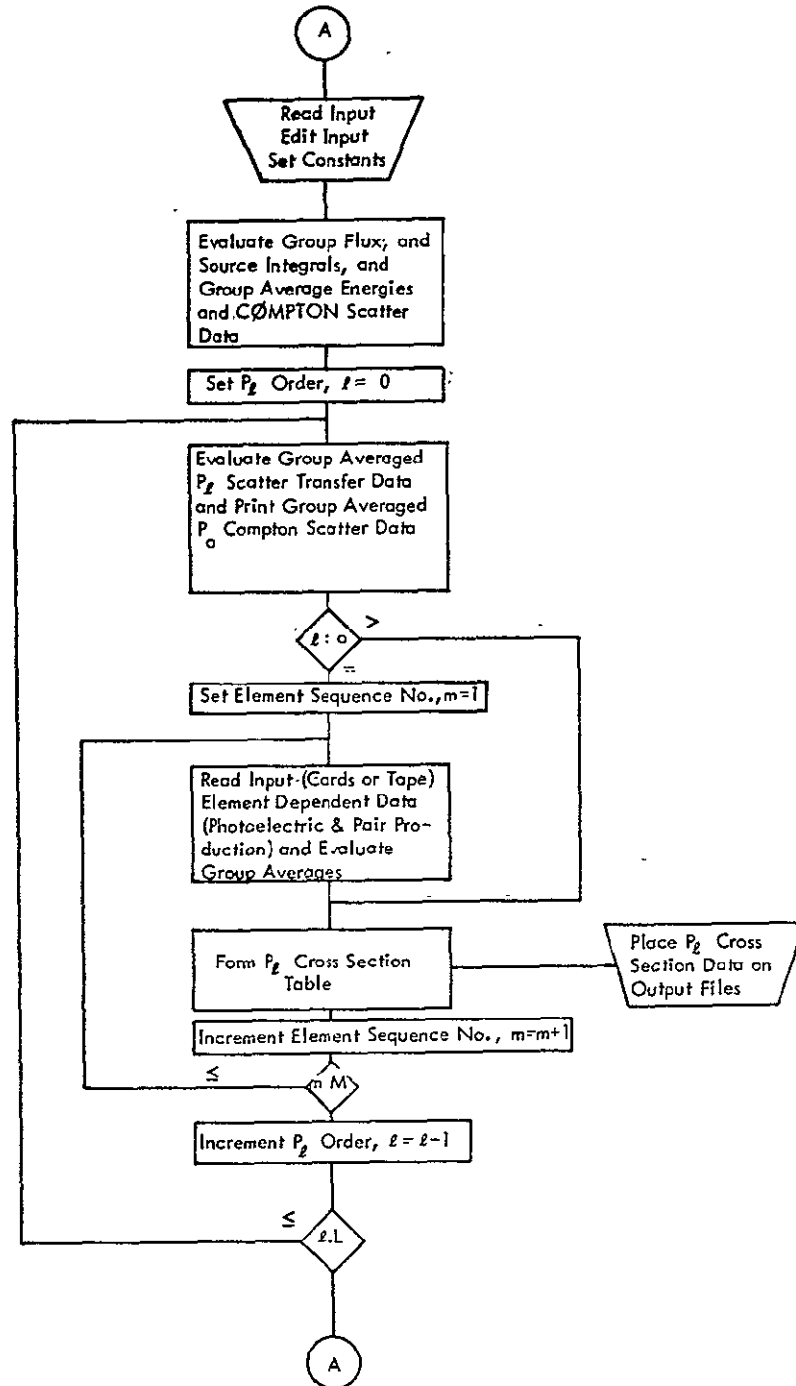 A
Read Input
Edit Input
Set Constants
Evaluate Group Flux, and
Source Integrals, and
Group Average Energies
and CØMPTON Scatter
Data
Set Pℓ Order, ℓ = 0
Evaluate Group Averaged
Pℓ Scatter Transfer Data
and Print Group Averaged
Po Compton Scatter Data
ℓ : o
>
=
Set Element Sequence No., m=1
Read Input (Cards or Tape)
Element Dependent Data
(Photoelectric & Pair Pro-
duction) and Evaluate
Group Averages
Form Pℓ Cross Section
Table
Place Pℓ Cross
Section Data on
Output Files
Increment Element Sequence No., m=m+1
≤
m M
Increment Pℓ Order, ℓ = ℓ-1
≤
ℓ.L
A